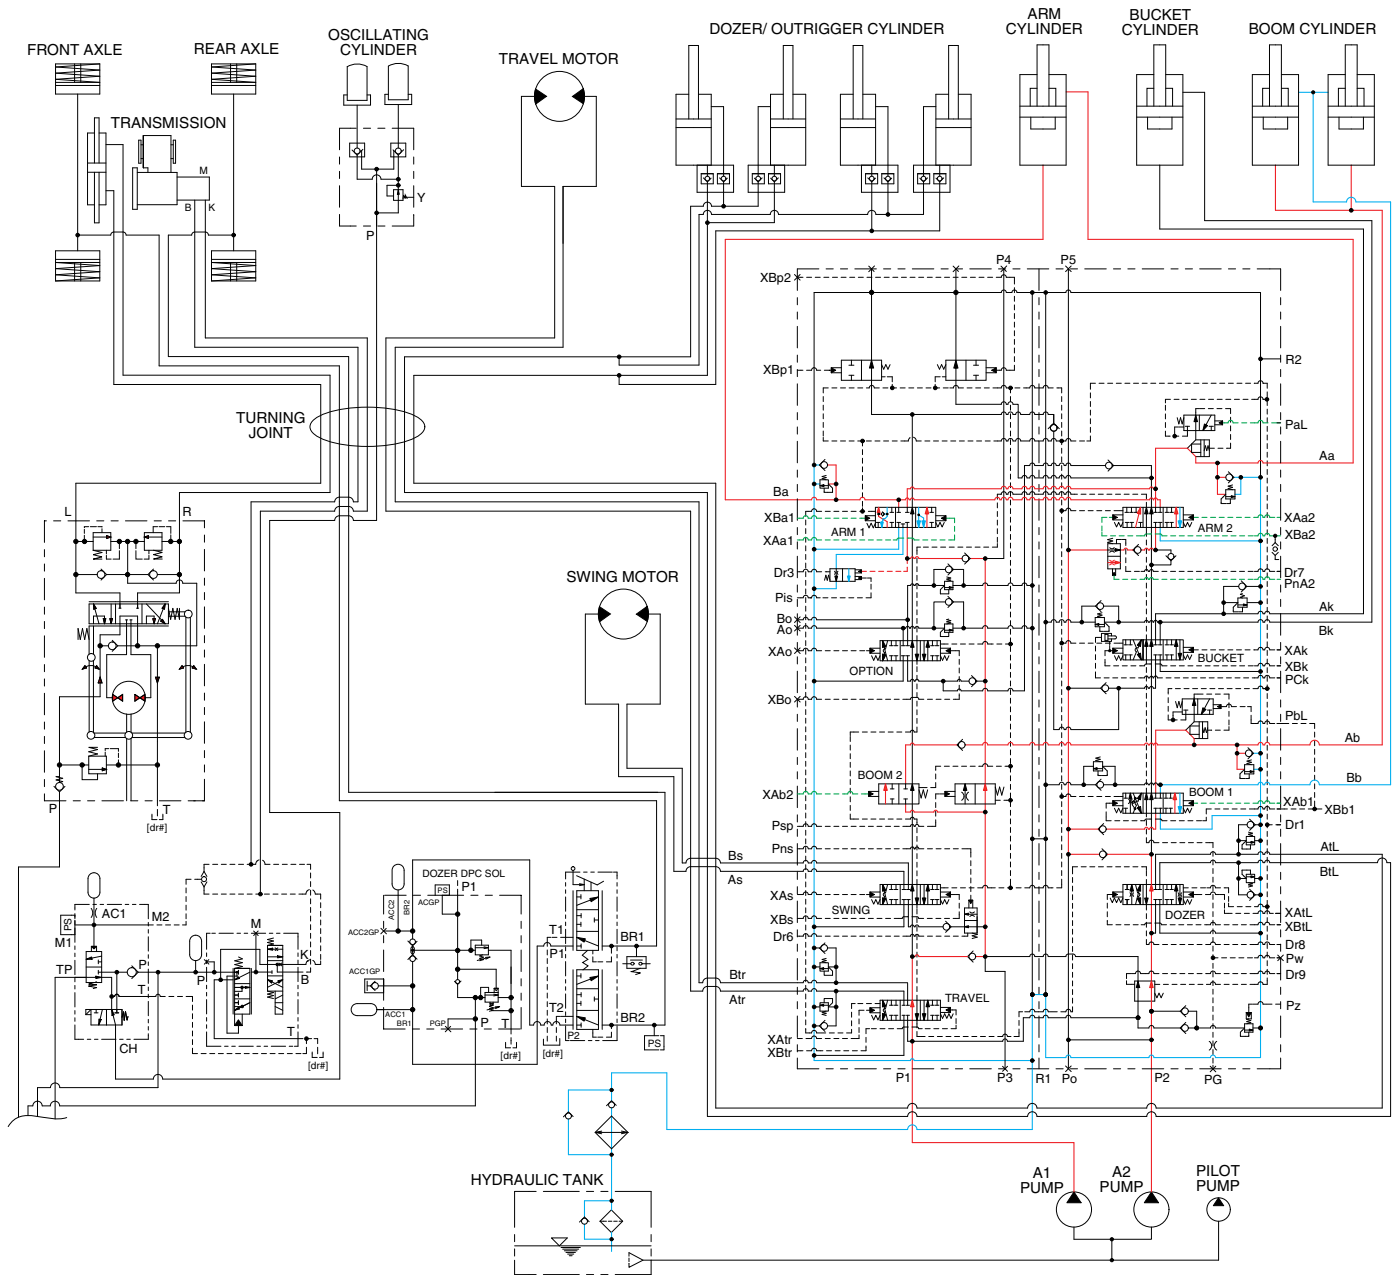 FRONT AXLE
REAR AXLE
OSCILLATING
CYLINDER
TRAVEL MOTOR
DOZER/ OUTRIGGER CYLINDER
ARM
CYLINDER
BUCKET
CYLINDER
BOOM CYLINDER
TRANSMISSION
M
B
K
Y
P
TURNING
JOINT
XBp2
P4
P5
XBp1
R2
PaL
Aa
Ba
XBa1
XAa1
ARM 1
ARM 2
XAa2
XBa2
Dr3
Pis
Dr7
PnA2
Bo
Ao
Ak
Bk
XAo
OPTION
BUCKET
XAk
XBk
PCk
XBo
PbL
Ab
Bb
BOOM 2
BOOM 1
XAb2
XAb1
XBb1
Psp
Dr1
Pns
AtL
BtL
Bs
As
XAs
SWING
DOZER
XBs
XAtL
XBtL
Dr6
Dr8
Pw
Dr9
Btr
Atr
TRAVEL
Pz
XAtr
XBtr
P1
P3
R1
Po
P2
PG
L
R
P
T
[dr#]
SWING MOTOR
AC1
PS
M1
M2
TP
P
T
CH
M
P
K
B
T
[dr#]
DOZER DPC SOL
PS
P1
ACGP
ACC2
BR2
ACC2GP
ACC1GP
ACC1
BR1
PGP
P
T
[dr#]
T1
P1
BR1
T2
BR2
P2
[dr#]
PS
HYDRAULIC TANK
A1
PUMP
A2
PUMP
PILOT
PUMP